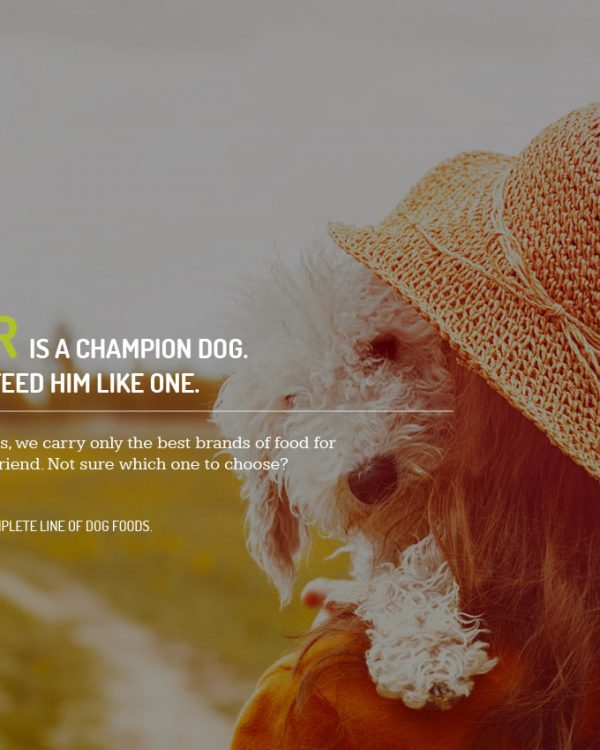 R IS A CHAMPION DOG.
FEED HIM LIKE ONE.
s, we carry only the best brands of food for
riend. Not sure which one to choose?
PLETE LINE OF DOG FOODS.